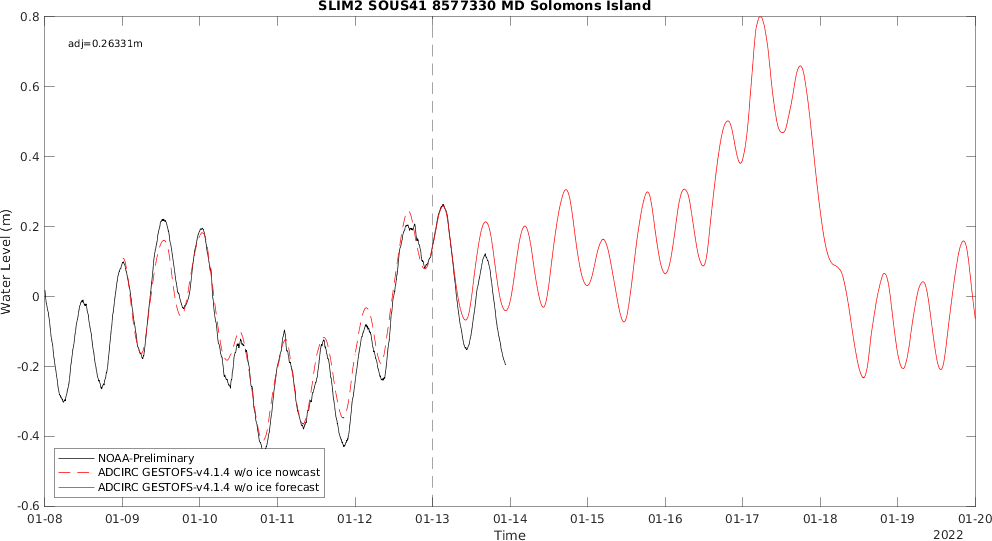 SLIM2 SOUS41 8577330 MD Solomons Island
adj=0.26331m
0.8
0.6
0.4
0.2
0
-0.2
-0.4
-0.6
Water Level (m)
NOAA-Preliminary
ADCIRC GESTOFS-v4.1.4 w/o ice nowcast
ADCIRC GESTOFS-v4.1.4 w/o ice forecast
01-08 01-09 01-10 01-11 01-12 01-13 01-14 01-15 01-16 01-17 01-18 01-19 01-20
Time
2022